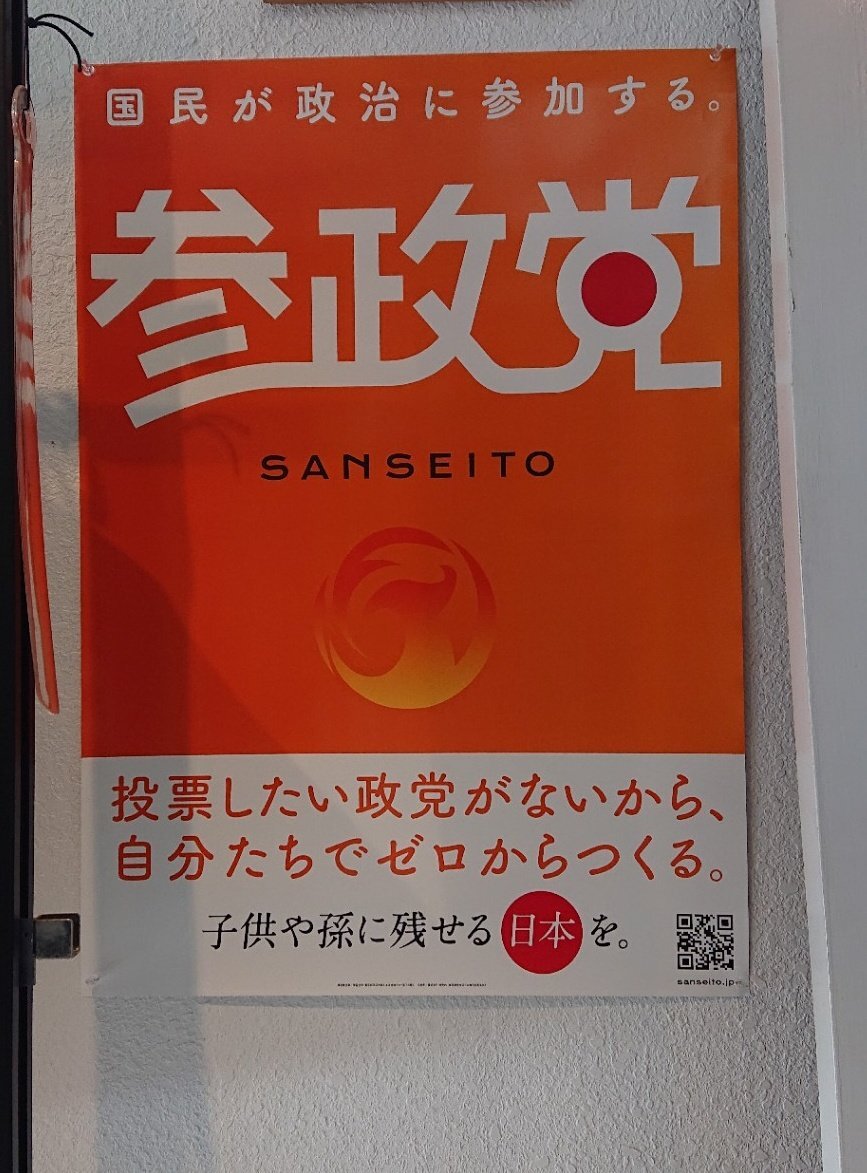 国民が政治に参加する。
参政党
SANSEITO
投票したい政党がないから、
自分たちでゼロからつくる。
子供や孫に残せる日本を。
sanseito.jp